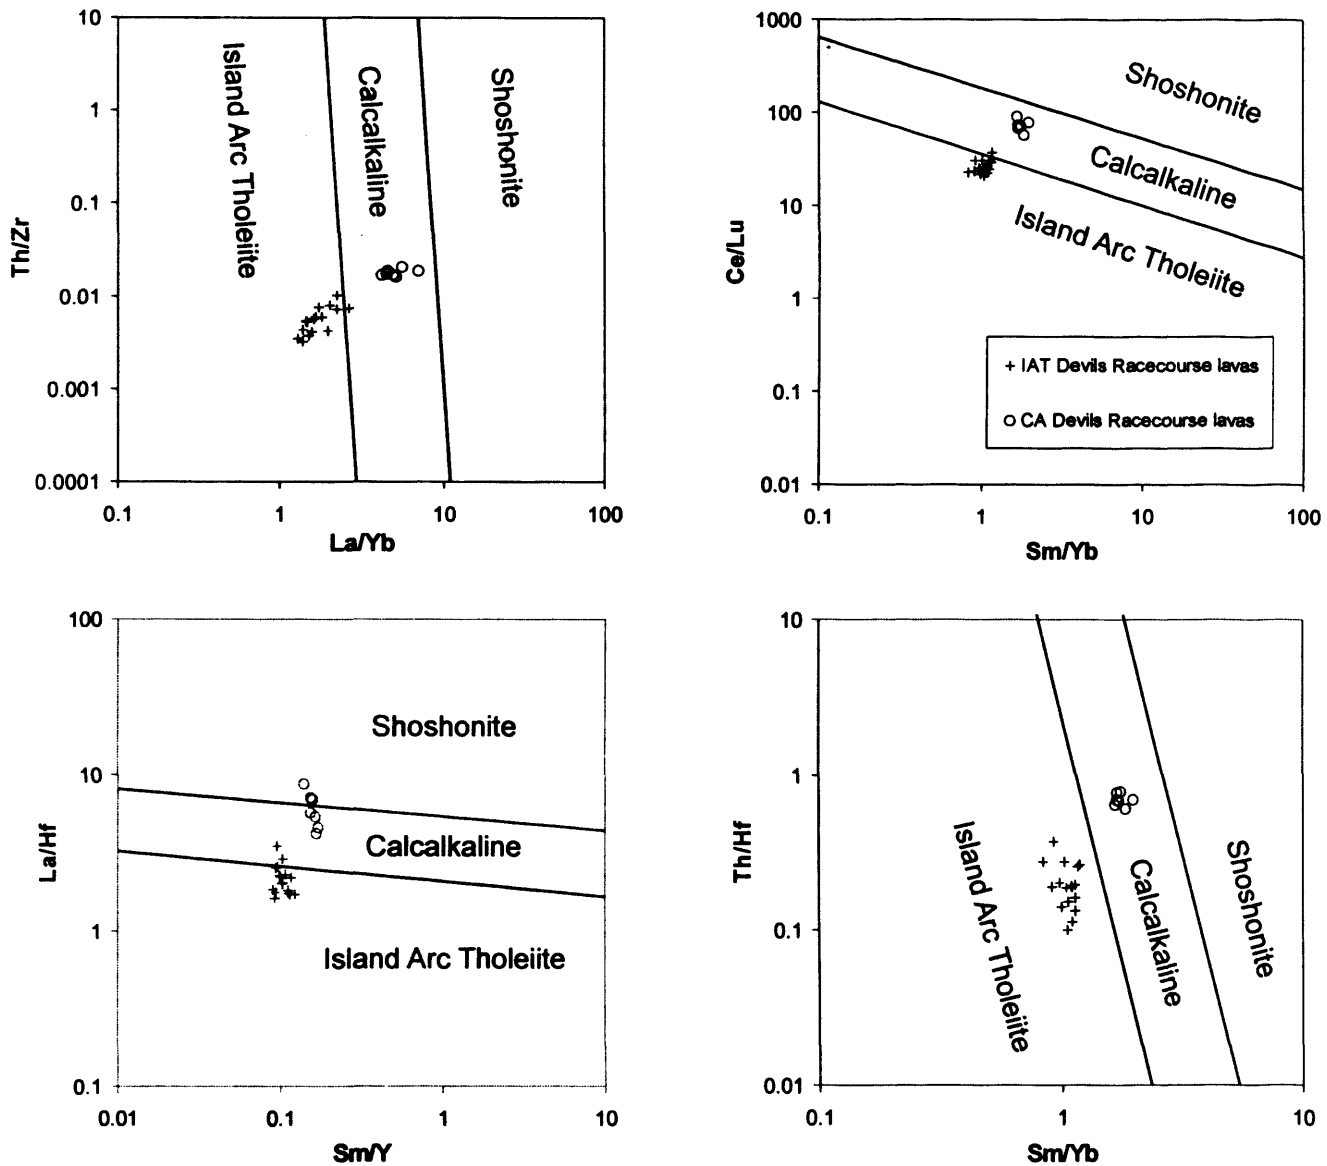 10
1
0.1
0.01
0.001
0.0001
Th/Zr
Island Arc Tholeiite
Calcalkaline
Shoshonite
0.1 1 10 100
La/Yb
1000
100
10
1
0.1
0.01
Ce/Lu
Shoshonite
Calcalkaline
Island Arc Tholeiite
+ IAT Devils Racecourse lavas
O CA Devils Racecourse lavas
0.1 1 10 100
Sm/Yb
100
10
1
0.1
La/Hf
Shoshonite
Calcalkaline
Island Arc Tholeiite
0.01 0.1 1 10
Sm/Y
10
1
0.1
0.01
Th/Hf
Island Arc Tholeiite
Calcalkaline
Shoshonite
0.1 1 10
Sm/Yb